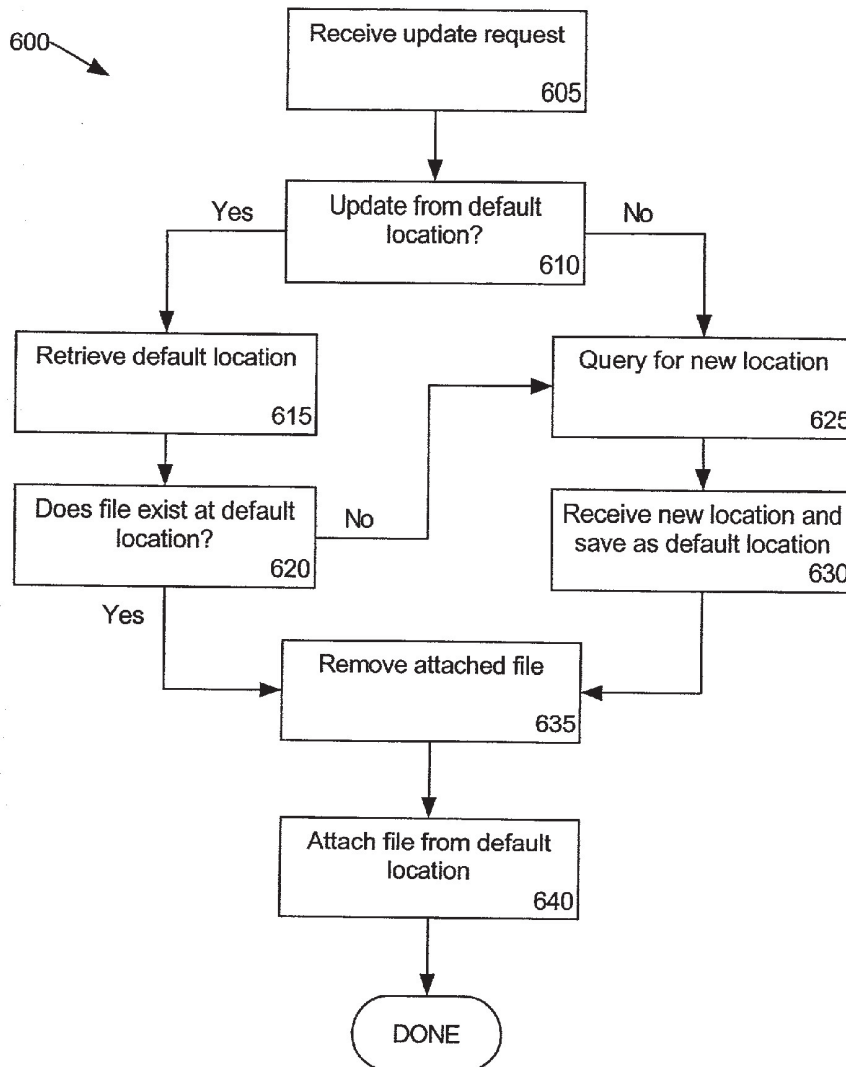 Receive update request
605
600
Update from default
location?
610
Yes
No
Retrieve default location
615
Query for new location
625
Does file exist at default
location?
620
No
Receive new location and
save as default location
630
Yes
Remove attached file
635
Attach file from default
location
640
DONE